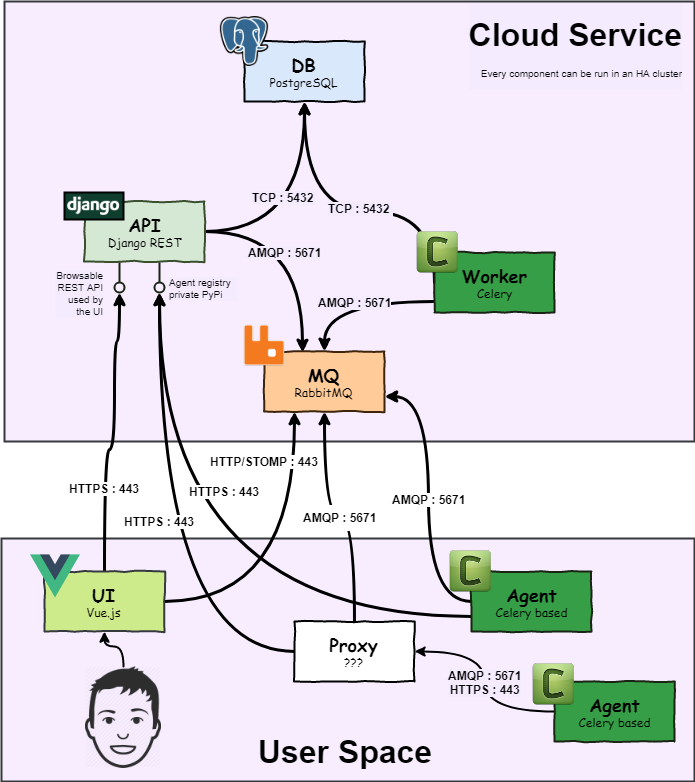 Cloud Service
Every component can be run in an HA cluster
DB
PostgreSQL
TCP : 5432
TCP : 5432
django
API
Django REST
AMQP : 5671
C
Worker
Celery
Browsable
REST API
used by
the UI
Agent registry
private PyPi
AMQP : 5671
MQ
RabbitMQ
HTTP/STOMP : 443
HTTPS : 443
HTTPS : 443
AMQP : 5671
HTTPS : 443
AMQP : 5671
UI
Vue.js
C
Agent
Celery based
Proxy
???
AMQP : 5671
HTTPS : 443
C
Agent
Celery based
User Space